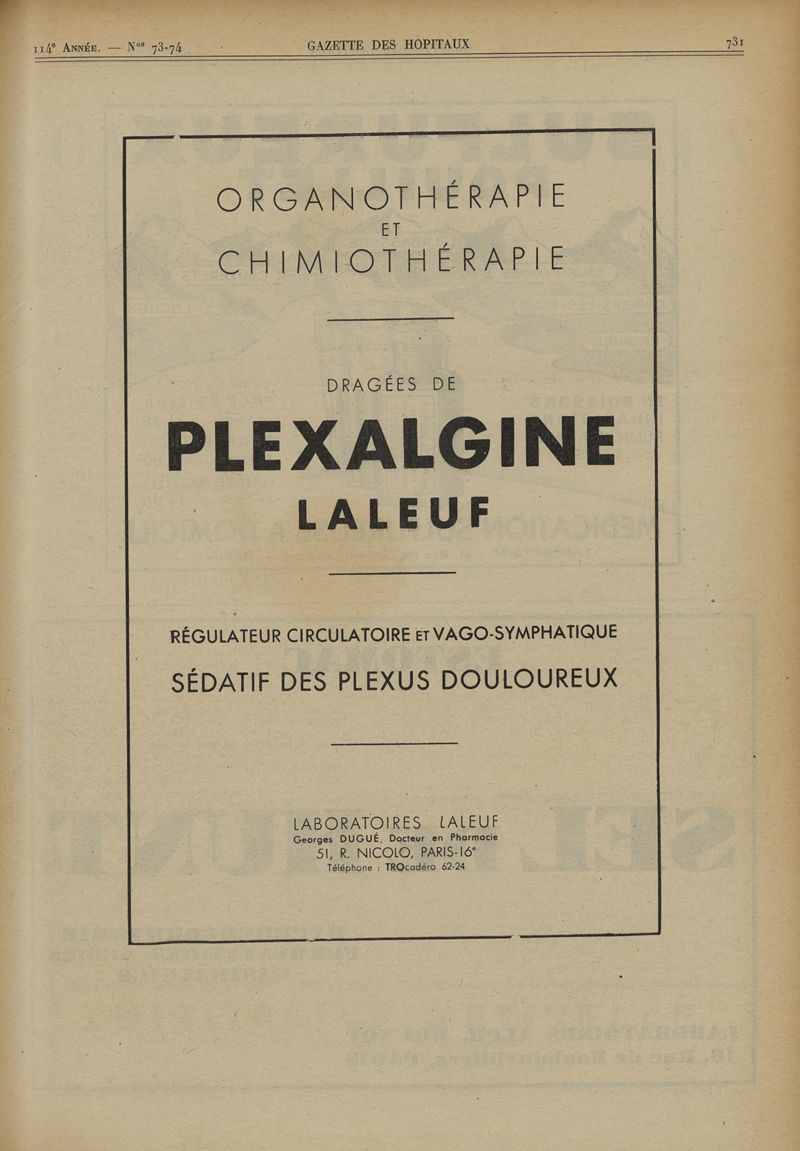 114e Année. — Nos 73-74
GAZETTE DES HOPITAUX
731
ORGANOTHÉRAPIE
ET
CHIMIOTHÉRAPIE
DRAGÉES DE
PLEXALGINE
LALEUF
RÉGULATEUR CIRCULATOIRE ET VAGO-SYMPHATIQUE
SÉDATIF DES PLEXUS DOULOUREUX
LABORATOIRES LALEUF
Georges DUGUÉ, Docteur en Pharmacie
51, R. NICOLO, PARIS-16e
Téléphone : TROcadéro 62-24